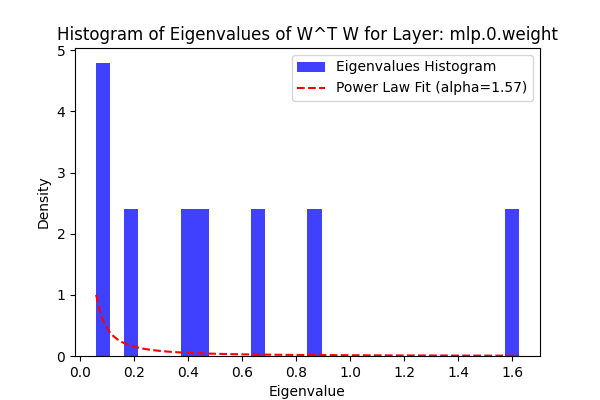 Histogram of Eigenvalues of W^T W for Layer: mlp.0.weight
Eigenvalues Histogram
Power Law Fit (alpha=1.57)
5
4
3
2
1
0
Density
0.0 0.2 0.4 0.6 0.8 1.0 1.2 1.4 1.6
Eigenvalue